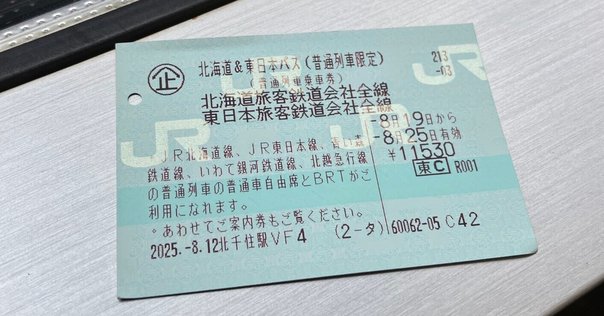 北海道&東日本パス(普通列車限定)
(普通列車乗車券)
企
213
-03
北海道旅客鉄道会社全線
東日本旅客鉄道会社全線
-8月19日から
-8月25日有効
¥11530
東C R001
JR北海道線、JR東日本線、青い森
鉄道線、いわて銀河鉄道線、北越急行線
の普通列車の普通車自由席とBRTがご
利用になれます。
・あわせてご案内券もご覧ください。
2025.-8.12北千住駅VF4 (2-タ) 60062-05 C42